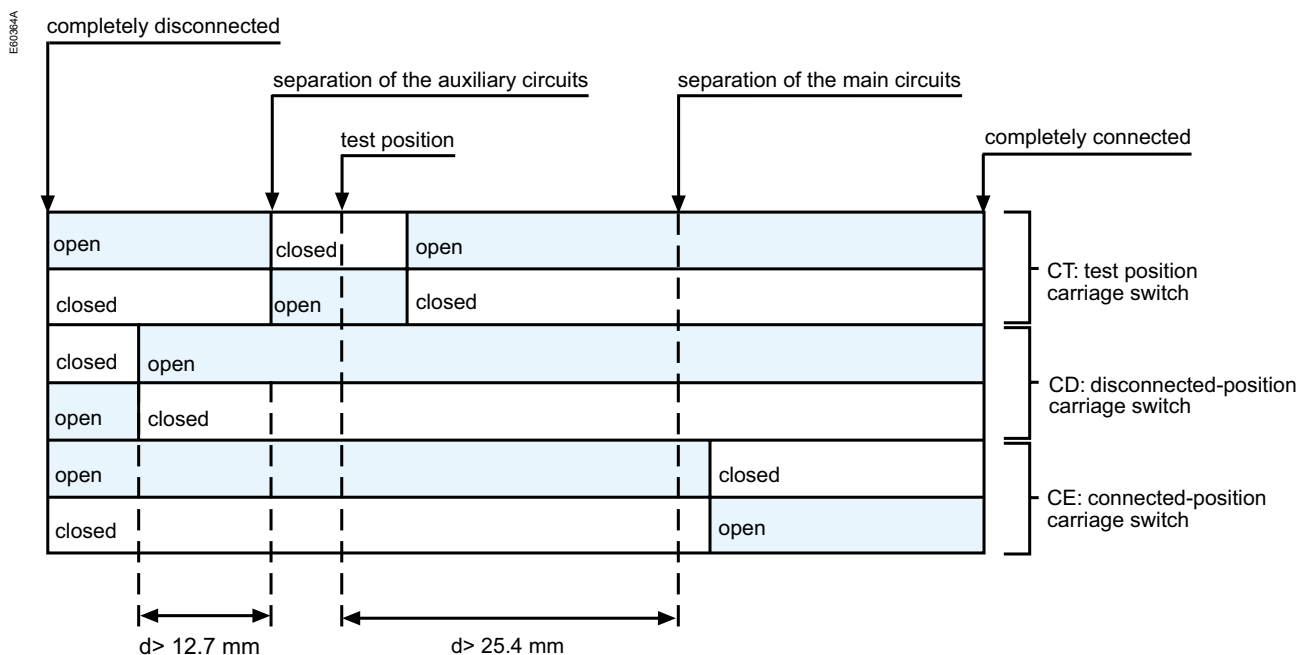 E60364A
completely disconnected
separation of the auxiliary circuits
separation of the main circuits
test position
completely connected
open
closed
open
closed
open
closed
closed
open
open
closed
open
closed
closed
open
CT: test position
carriage switch
CD: disconnected-position
carriage switch
CE: connected-position
carriage switch
d> 12.7 mm
d> 25.4 mm